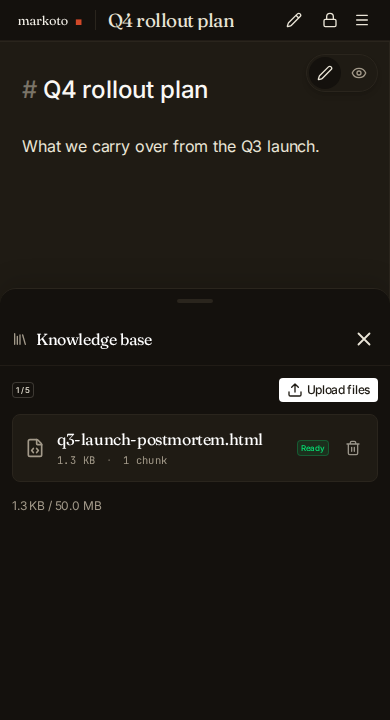 markoto
Q4 rollout plan
# Q4 rollout plan
What we carry over from the Q3 launch.
Knowledge base
1/5
Upload files
q3-launch-postmortem.html
1.3 KB · 1 chunk
Ready
1.3 KB / 50.0 MB